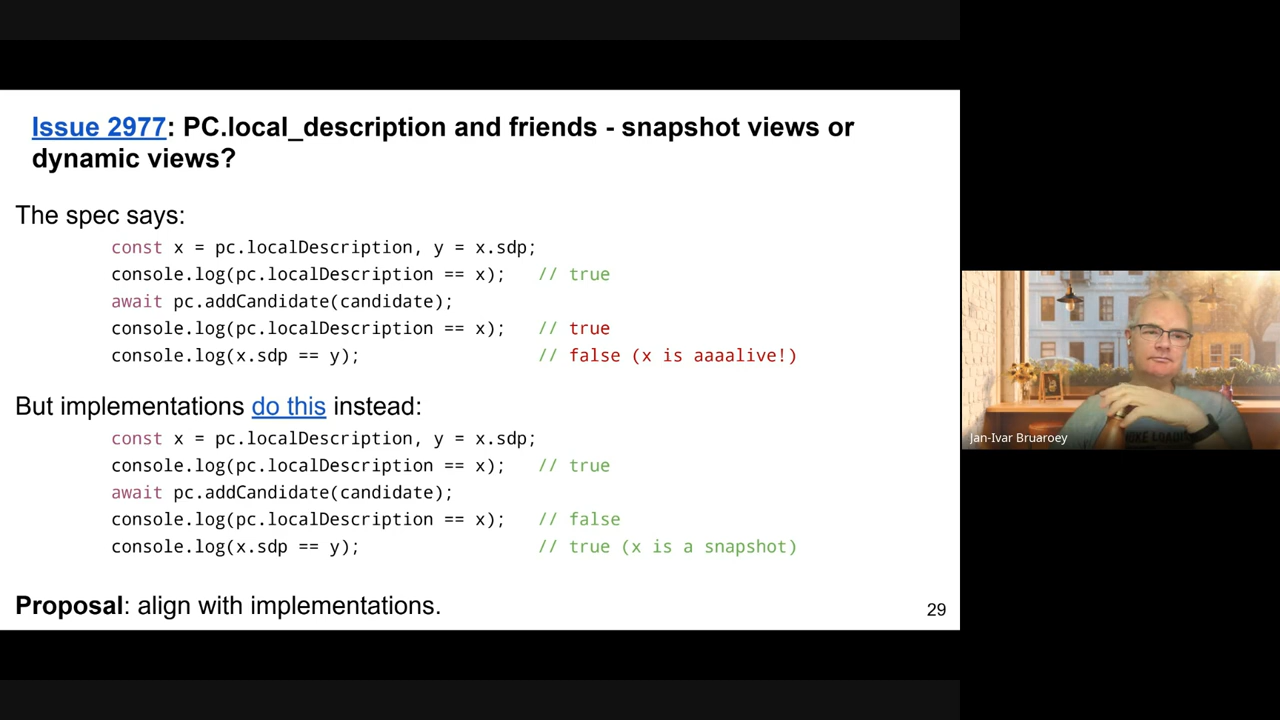 Issue 2977: PC.local_description and friends - snapshot views or
dynamic views?
The spec says:
const x = pc.localDescription, y = x.sdp;
console.log(pc.localDescription == x);   // true
await pc.addCandidate(candidate);
console.log(pc.localDescription == x);   // true
console.log(x.sdp == y);   // false (x is aaaalive!)
But implementations do this instead:
const x = pc.localDescription, y = x.sdp;
console.log(pc.localDescription == x);   // true
await pc.addCandidate(candidate);
console.log(pc.localDescription == x);   // false
console.log(x.sdp == y);   // true (x is a snapshot)
Proposal: align with implementations.
29
Jan-Ivar Bruaroey